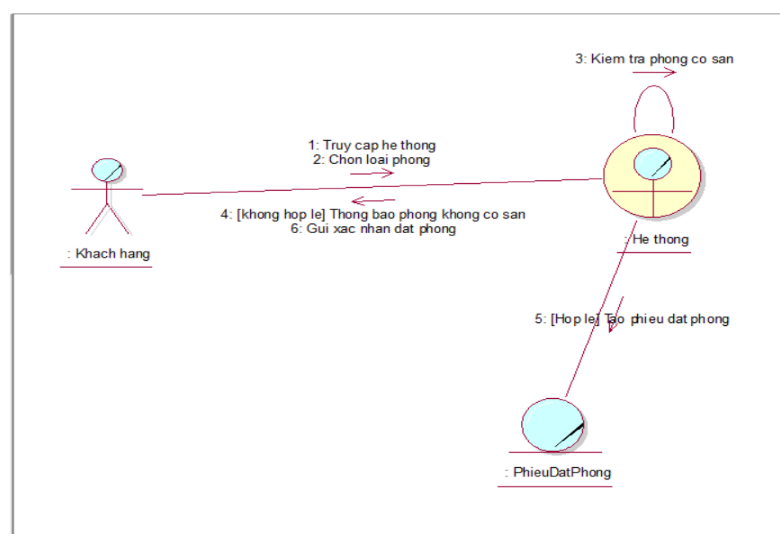 3: Kiem tra phong co san
1: Truy cap he thong
2: Chon loai phong
4: [khong hop le] Thong bao phong khong co san
6: Gui xac nhan dat phong
: Khach hang
: He thong
5: [Hop le] Tao phieu dat phong
: PhieuDatPhong